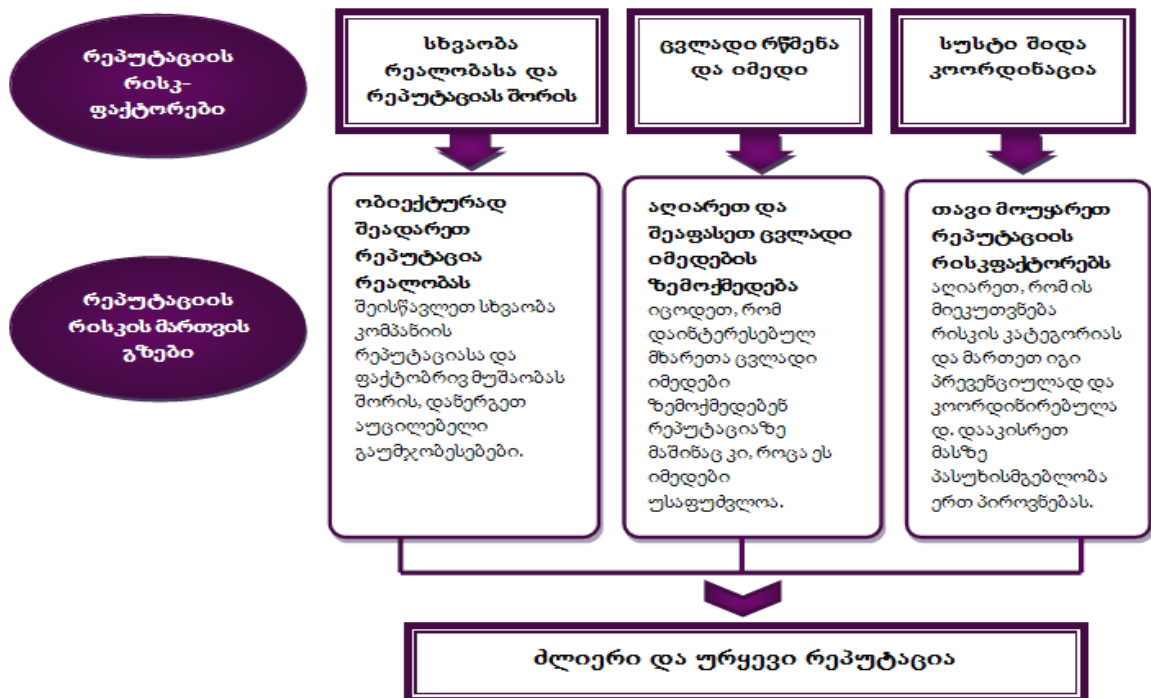 რეპუტაციის
რისკ-
ფაქტორები
სხვაობა
რეალობასა და
რეპუტაციას შორის
ცვლადი რწმენა
და იმედი
სუსტი შიდა
კოორდინაცია
რეპუტაციის
რისკის მართვის
გზები
ობიექტურად
შეადარეთ
რეპუტაცია
რეალობას
შეისწავლეთ სხვაობა
კომპანიის
რეპუტაციასა და
ფაქტობრივ მუშაობას
შორის, დანერგეთ
აუცილებელი
გაუმჯობესებები.
აღიარეთ და
შეაფასეთ ცვლადი
იმედების
ზემოქმედება
იცოდეთ, რომ
დაინტერესებულ
მხარეთა ცვლადი
იმედები
ზემოქმედებენ
რეპუტაციაზე
მაშინაც კი, როცა ეს
იმედები
უსაფუძვლოა.
თავი მოუყარეთ
რეპუტაციის
რისკფაქტორებს
აღიარეთ, რომ ის
მიეკუთვნება
რისკის კატეგორიას
და მართეთ იგი
პრევენციულად და
კოორდინირებულა
დ. დააკისრეთ
მასზე
პასუხისმგებლობა
ერთ პიროვნებას.
ძლიერი და ურყევი რეპუტაცია